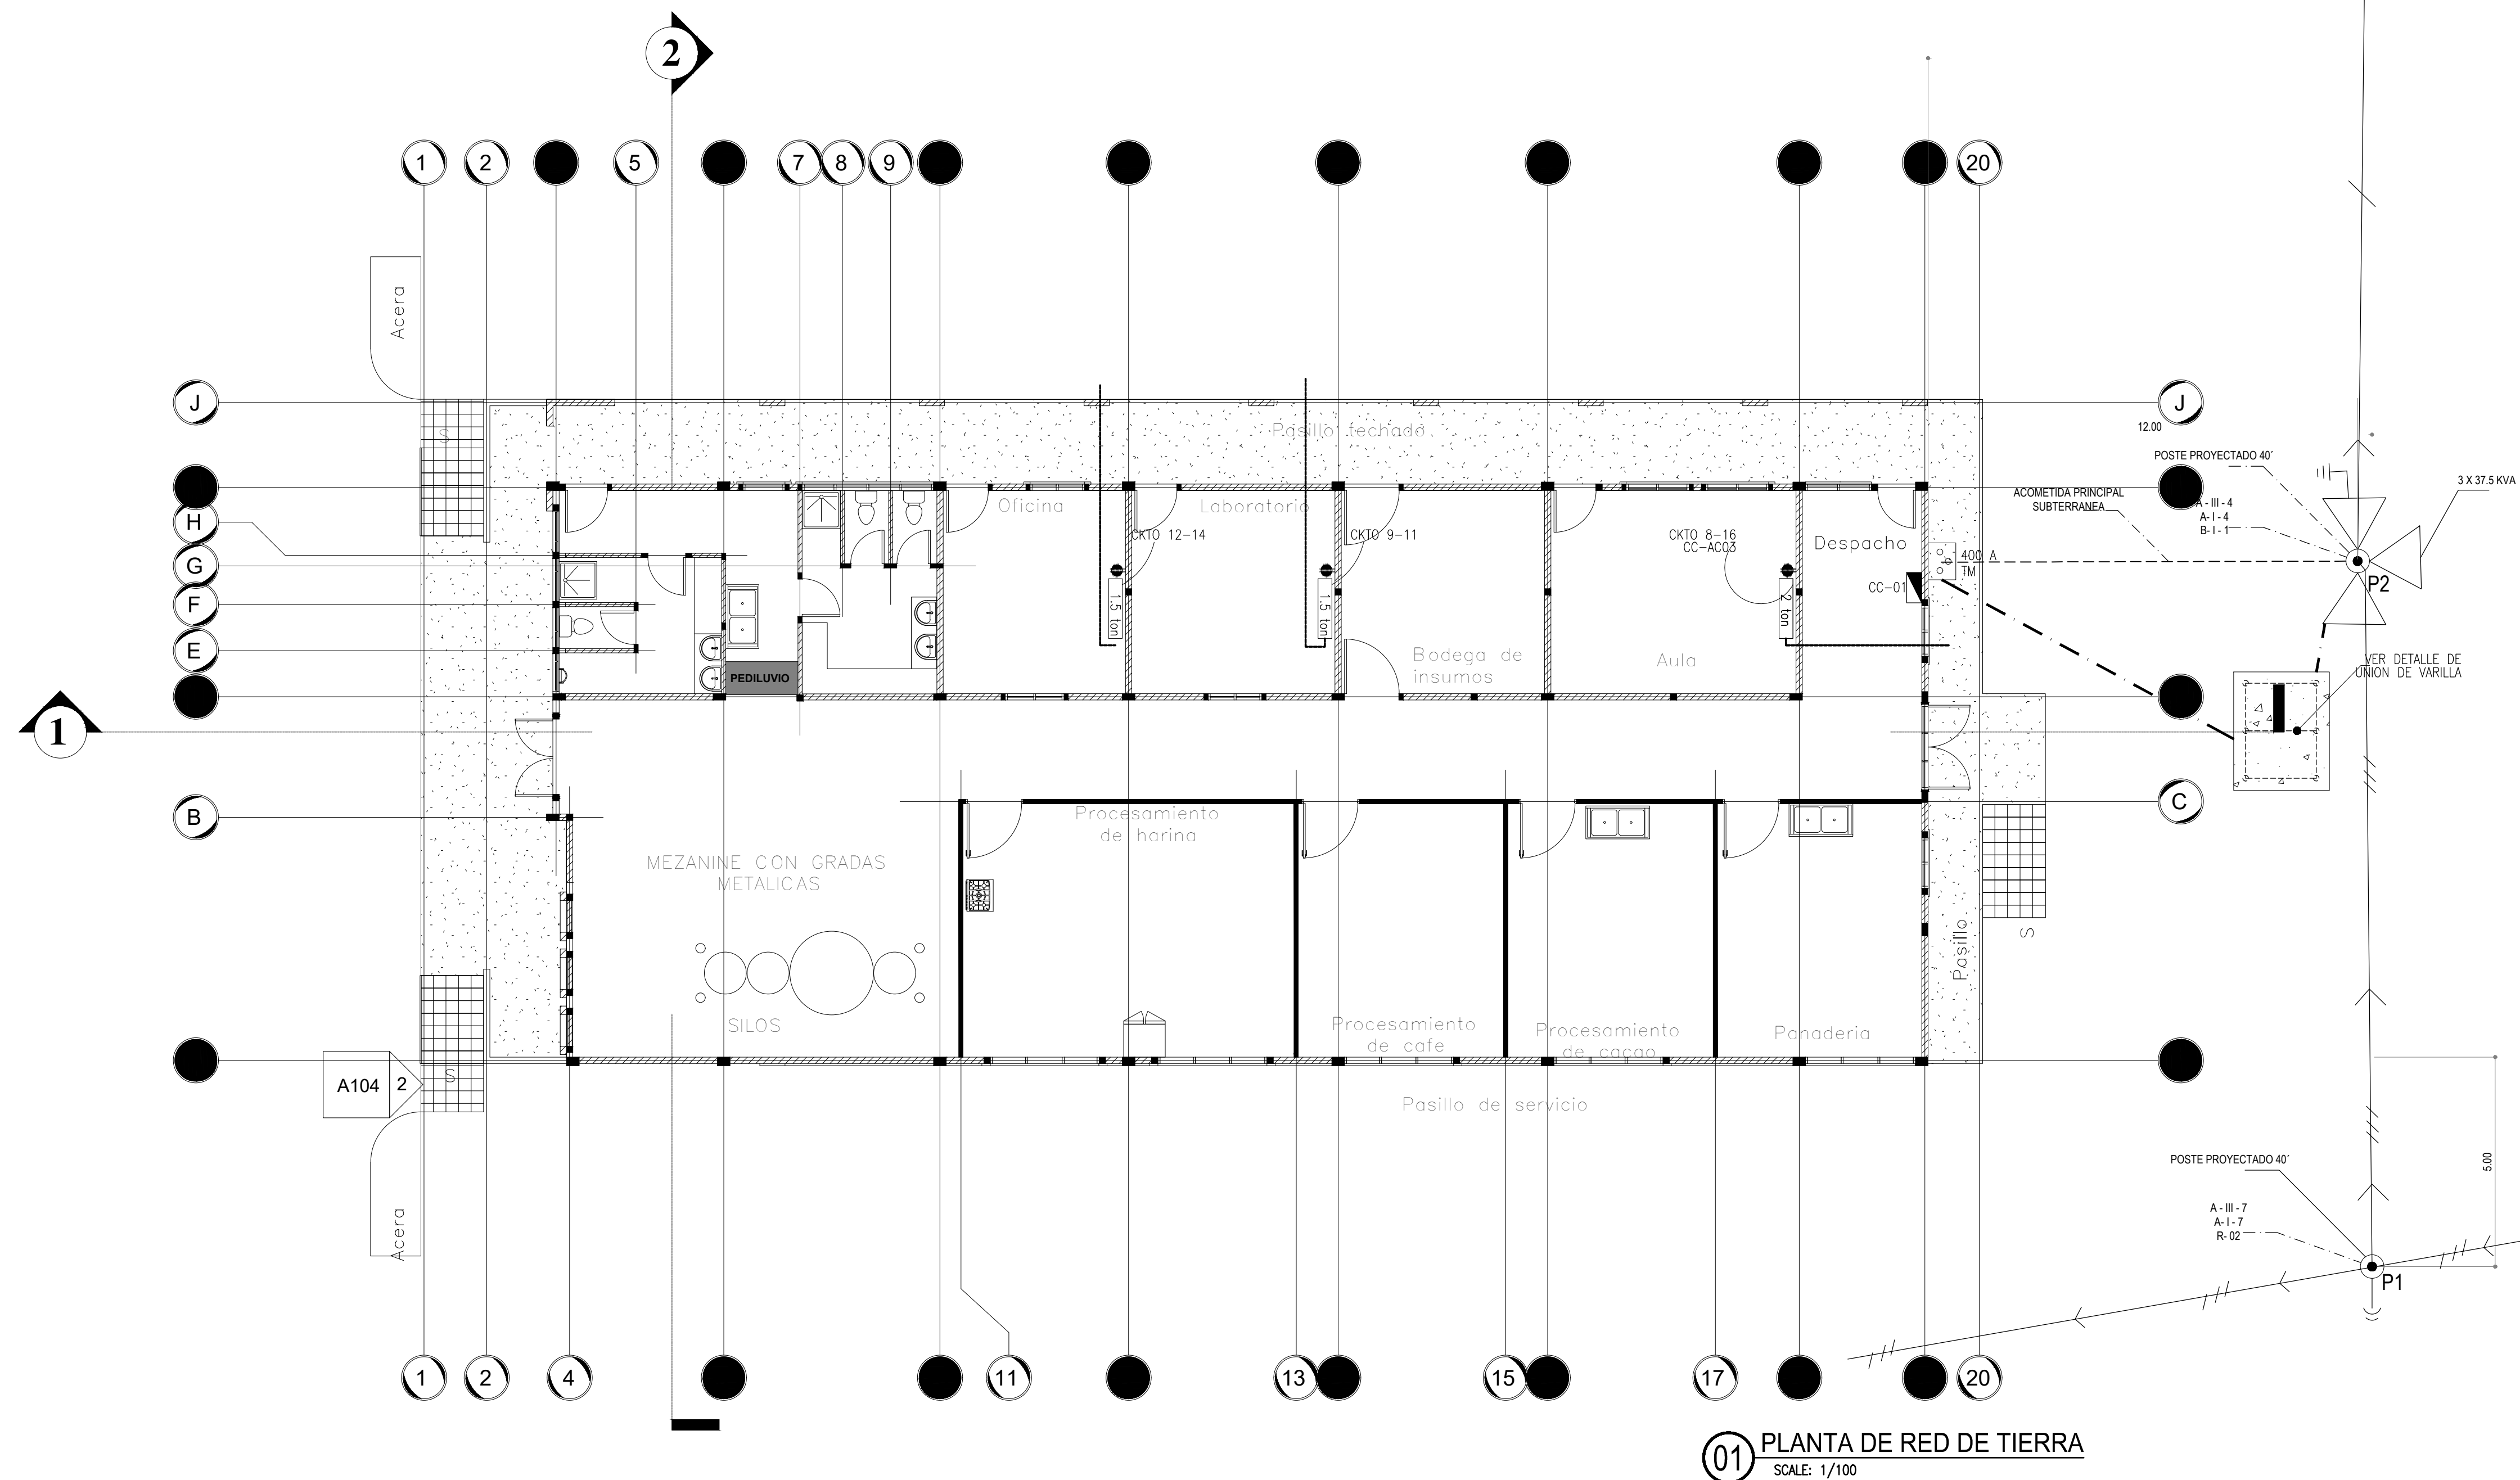 2
1
2
5
7
8
9
20
Acera
J
J
12.00
S
Pasillo techado
POSTE PROYECTADO 40´
3 X 37.5 KVA
ACOMETIDA PRINCIPAL
SUBTERRANEA
A - III - 4
A- I - 4
B- I - 1
H
G
F
E
Oficina
Laboratorio
CKTO 12-14
CKTO 9-11
CKTO 8-16
CC-AC03
Despacho
400 A
TM
CC-01
P2
1.5 ton
1.5 ton
2 ton
PEDILUVIO
Bodega de
insumos
Aula
VER DETALLE DE
UNION DE VARILLA
1
B
C
Procesamiento
de harina
MEZANINE CON GRADAS
METALICAS
SILOS
Procesamiento
de cafe
Procesamiento
de cacao
Panaderia
Pasillo
S
A104
2
S
Pasillo de servicio
Acera
POSTE PROYECTADO 40´
5.00
A - III - 7
A- I - 7
R- 02
P1
1
2
4
11
13
15
17
20
01
PLANTA DE RED DE TIERRA
SCALE: 1/100